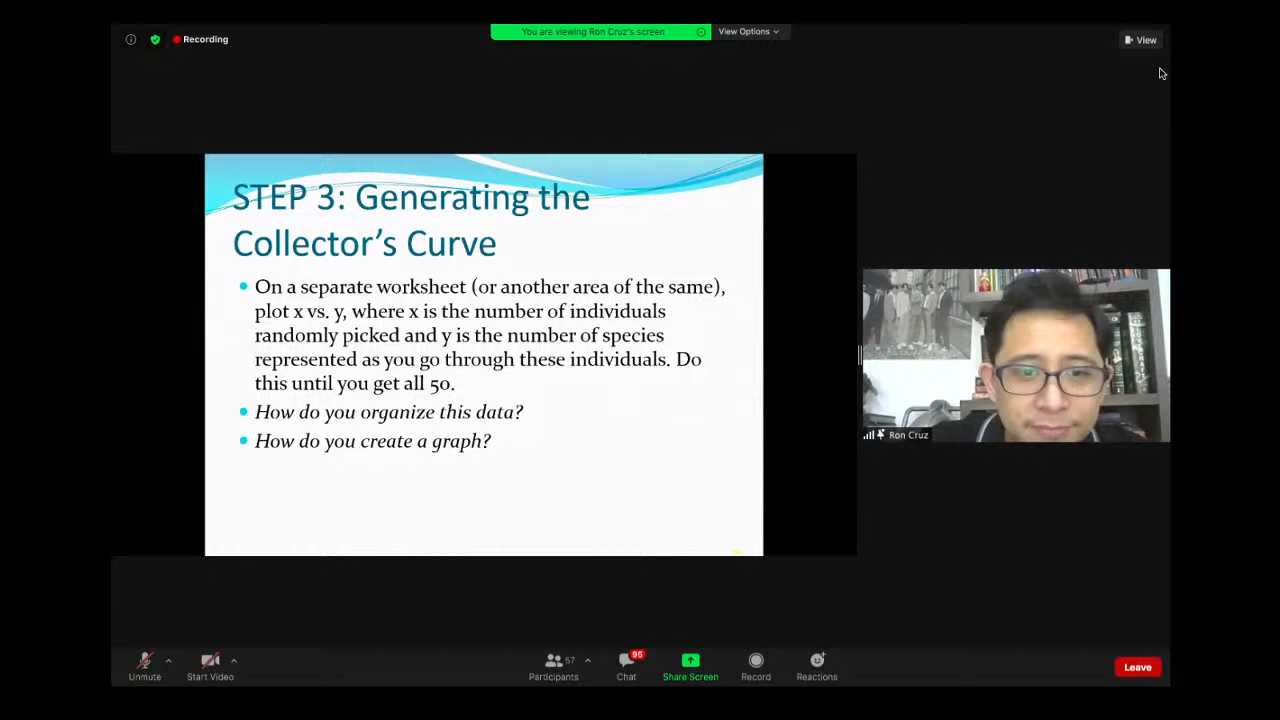 Recording
You are viewing Ron Cruz's screen
View Options
View
STEP 3: Generating the
Collector's Curve
On a separate worksheet (or another area of the same),
plot x vs. y, where x is the number of individuals
randomly picked and y is the number of species
represented as you go through these individuals. Do
this until you get all 50.
How do you organize this data?
How do you create a graph?
Ron Cruz
57
95
Unmute
Start Video
Participants
Chat
Share Screen
Record
Reactions
Leave